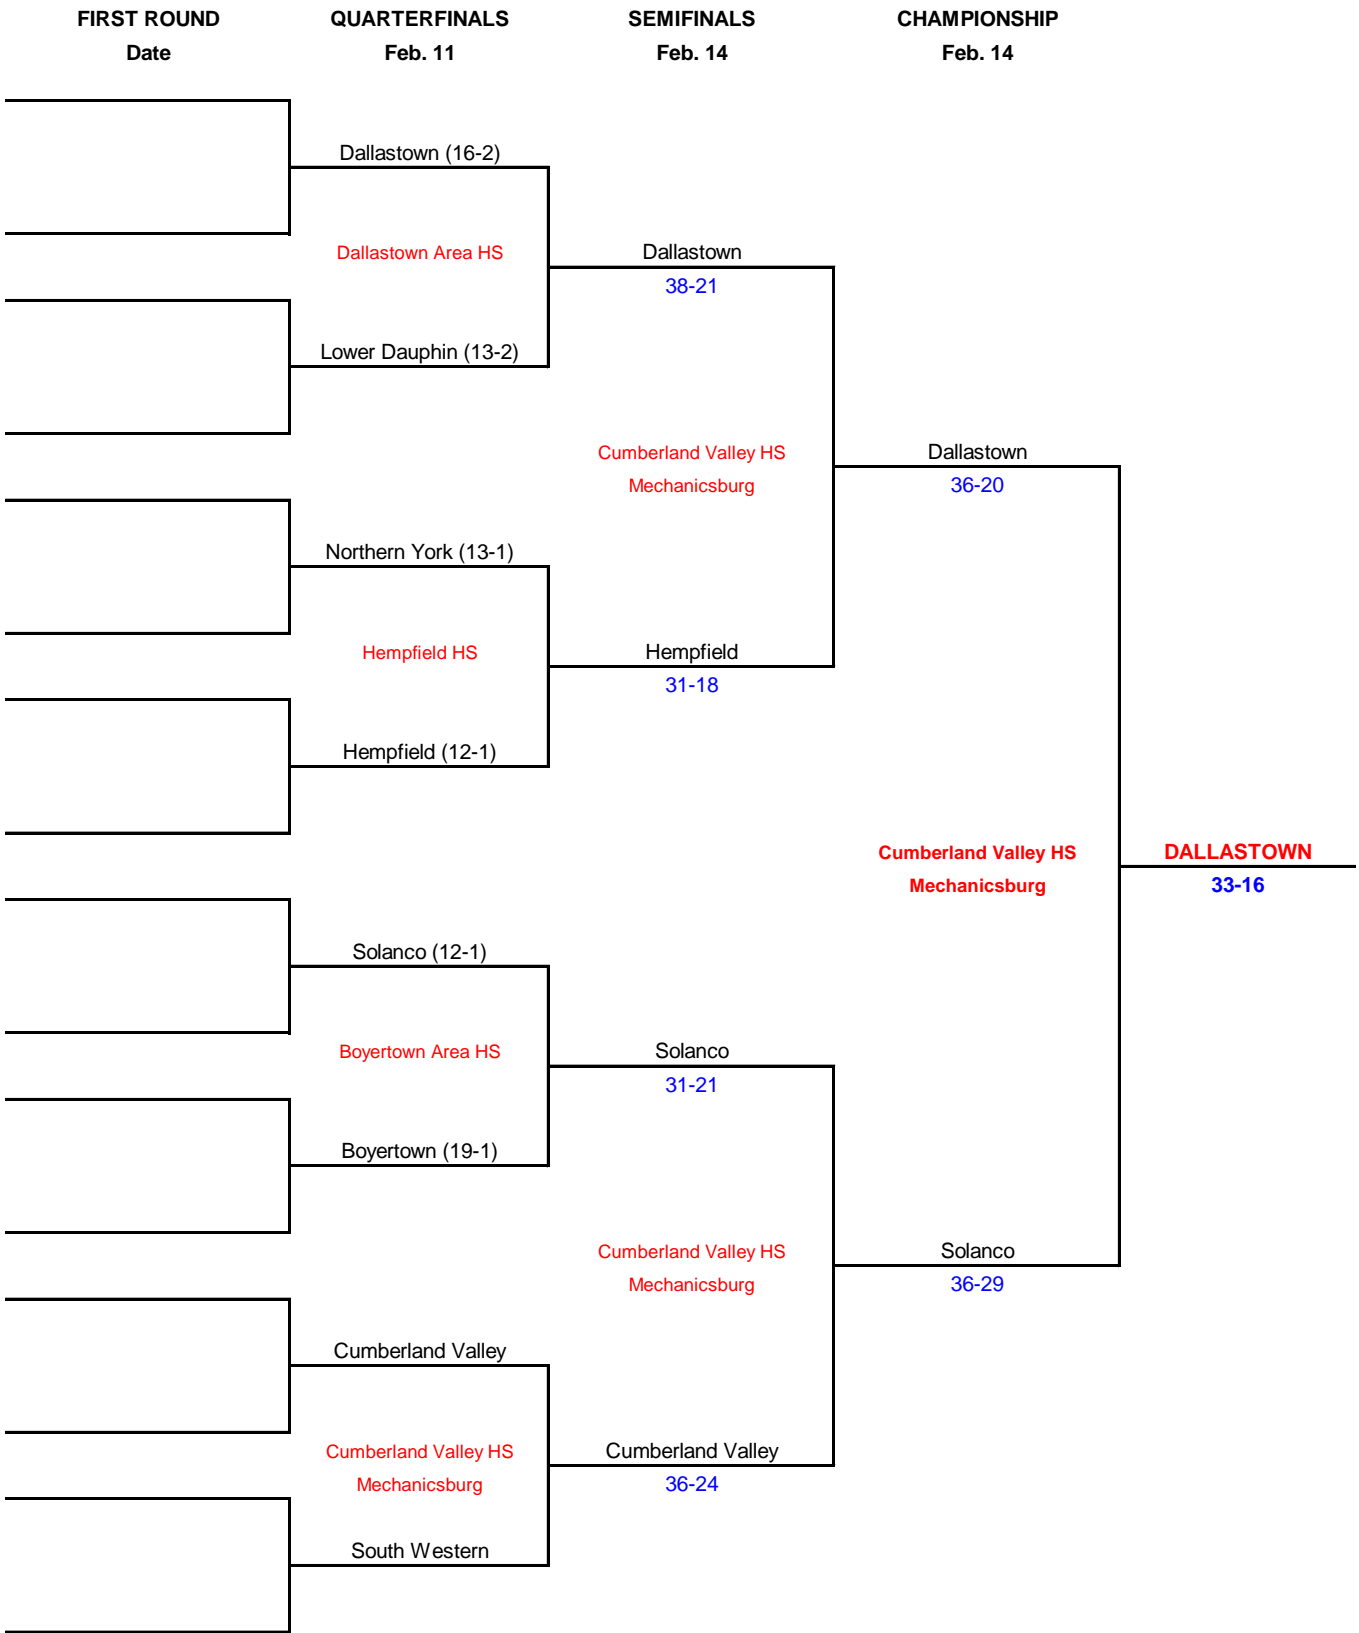 FIRST ROUND QUARTERFINALS SEMIFINALS CHAMPIONSHIP
Date Feb. 11 Feb. 14 Feb. 14
Dallastown (16-2)
Dallastown Area HS Dallastown
38-21
Lower Dauphin (13-2)
Cumberland Valley HS Dallastown
Mechanicsburg 36-20
Northern York (13-1)
Hempfield HS Hempfield
31-18
Hempfield (12-1)
Cumberland Valley HS DALLASTOWN
Mechanicsburg 33-16
Solanco (12-1)
Boyertown Area HS Solanco
31-21
Boyertown (19-1)
Cumberland Valley HS Solanco
Mechanicsburg 36-29
Cumberland Valley
Cumberland Valley HS Cumberland Valley
Mechanicsburg 36-24
South Western